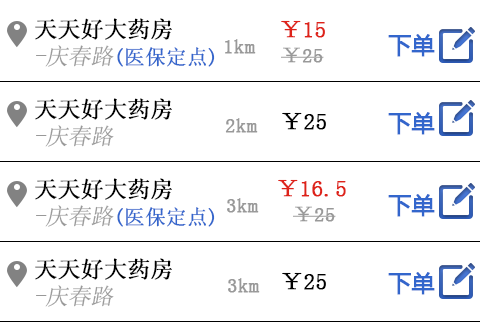 天天好大药房
-庆春路(医保定点)
1km
￥15
￥25
下单
天天好大药房
-庆春路
2km
￥25
下单
天天好大药房
-庆春路(医保定点)
3km
￥16.5
￥25
下单
天天好大药房
-庆春路
3km
￥25
下单